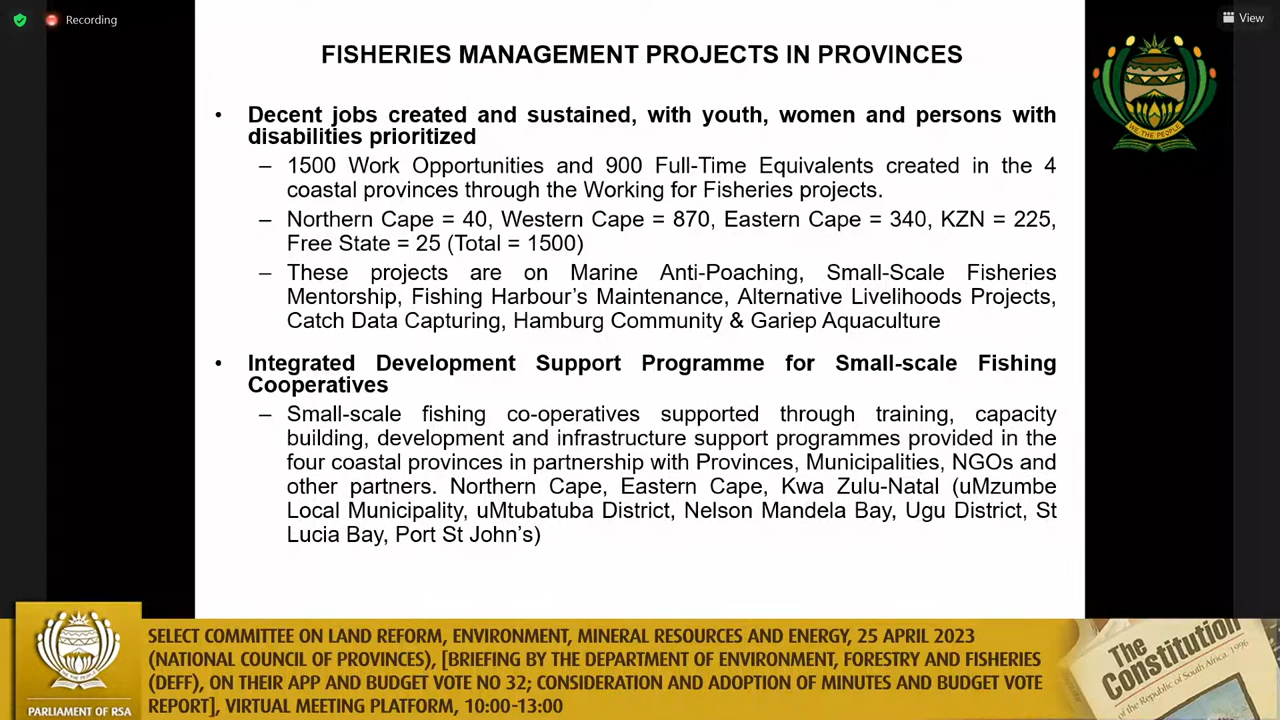 Recording
View
FISHERIES MANAGEMENT PROJECTS IN PROVINCES
WE, THE PEOPLE
• Decent jobs created and sustained, with youth, women and persons with
disabilities prioritized
– 1500 Work Opportunities and 900 Full-Time Equivalents created in the 4
coastal provinces through the Working for Fisheries projects.
– Northern Cape = 40, Western Cape = 870, Eastern Cape = 340, KZN = 225,
Free State = 25 (Total = 1500)
– These projects are on Marine Anti-Poaching, Small-Scale Fisheries
Mentorship, Fishing Harbour’s Maintenance, Alternative Livelihoods Projects,
Catch Data Capturing, Hamburg Community & Gariep Aquaculture
• Integrated Development Support Programme for Small-scale Fishing
Cooperatives
– Small-scale fishing co-operatives supported through training, capacity
building, development and infrastructure support programmes provided in the
four coastal provinces in partnership with Provinces, Municipalities, NGOs and
other partners. Northern Cape, Eastern Cape, Kwa Zulu-Natal (uMzumbe
Local Municipality, uMtubatuba District, Nelson Mandela Bay, Ugu District, St
Lucia Bay, Port St John’s)
SELECT COMMITTEE ON LAND REFORM, ENVIRONMENT, MINERAL RESOURCES AND ENERGY, 25 APRIL 2023
(NATIONAL COUNCIL OF PROVINCES), [BRIEFING BY THE DEPARTMENT OF ENVIRONMENT, FORESTRY AND FISHERIES
(DEFF), ON THEIR APP AND BUDGET VOTE NO 32; CONSIDERATION AND ADOPTION OF MINUTES AND BUDGET VOTE
REPORT], VIRTUAL MEETING PLATFORM, 10:00-13:00
PARLIAMENT OF RSA
The
Constitution
of the Republic of South Africa, 1996